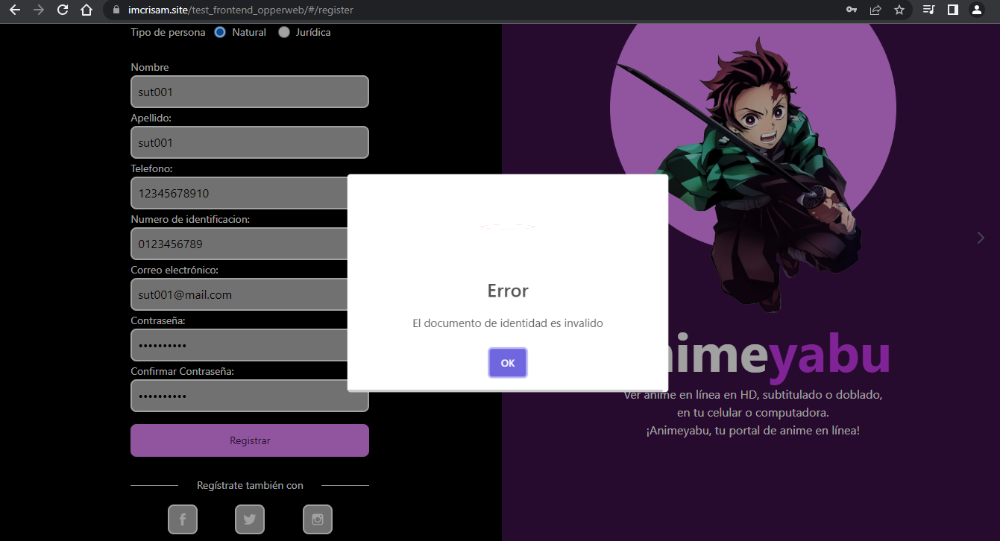 imcrisam.site/test_frontend_opperweb/#/register
Tipo de persona Natural Jurídica
Nombre
sut001
Apellido:
sut001
Telefono:
12345678910
Numero de identificacion:
0123456789
Correo electrónico:
sut001@mail.com
Contraseña:
••••••••••
Confirmar Contraseña:
••••••••••
Registrar
Regístrate también con
Error
El documento de identidad es invalido
OK
nimeyabu
Ver anime en línea en HD, subtitulado o doblado,
en tu celular o computadora.
¡Animeyabu, tu portal de anime en línea!